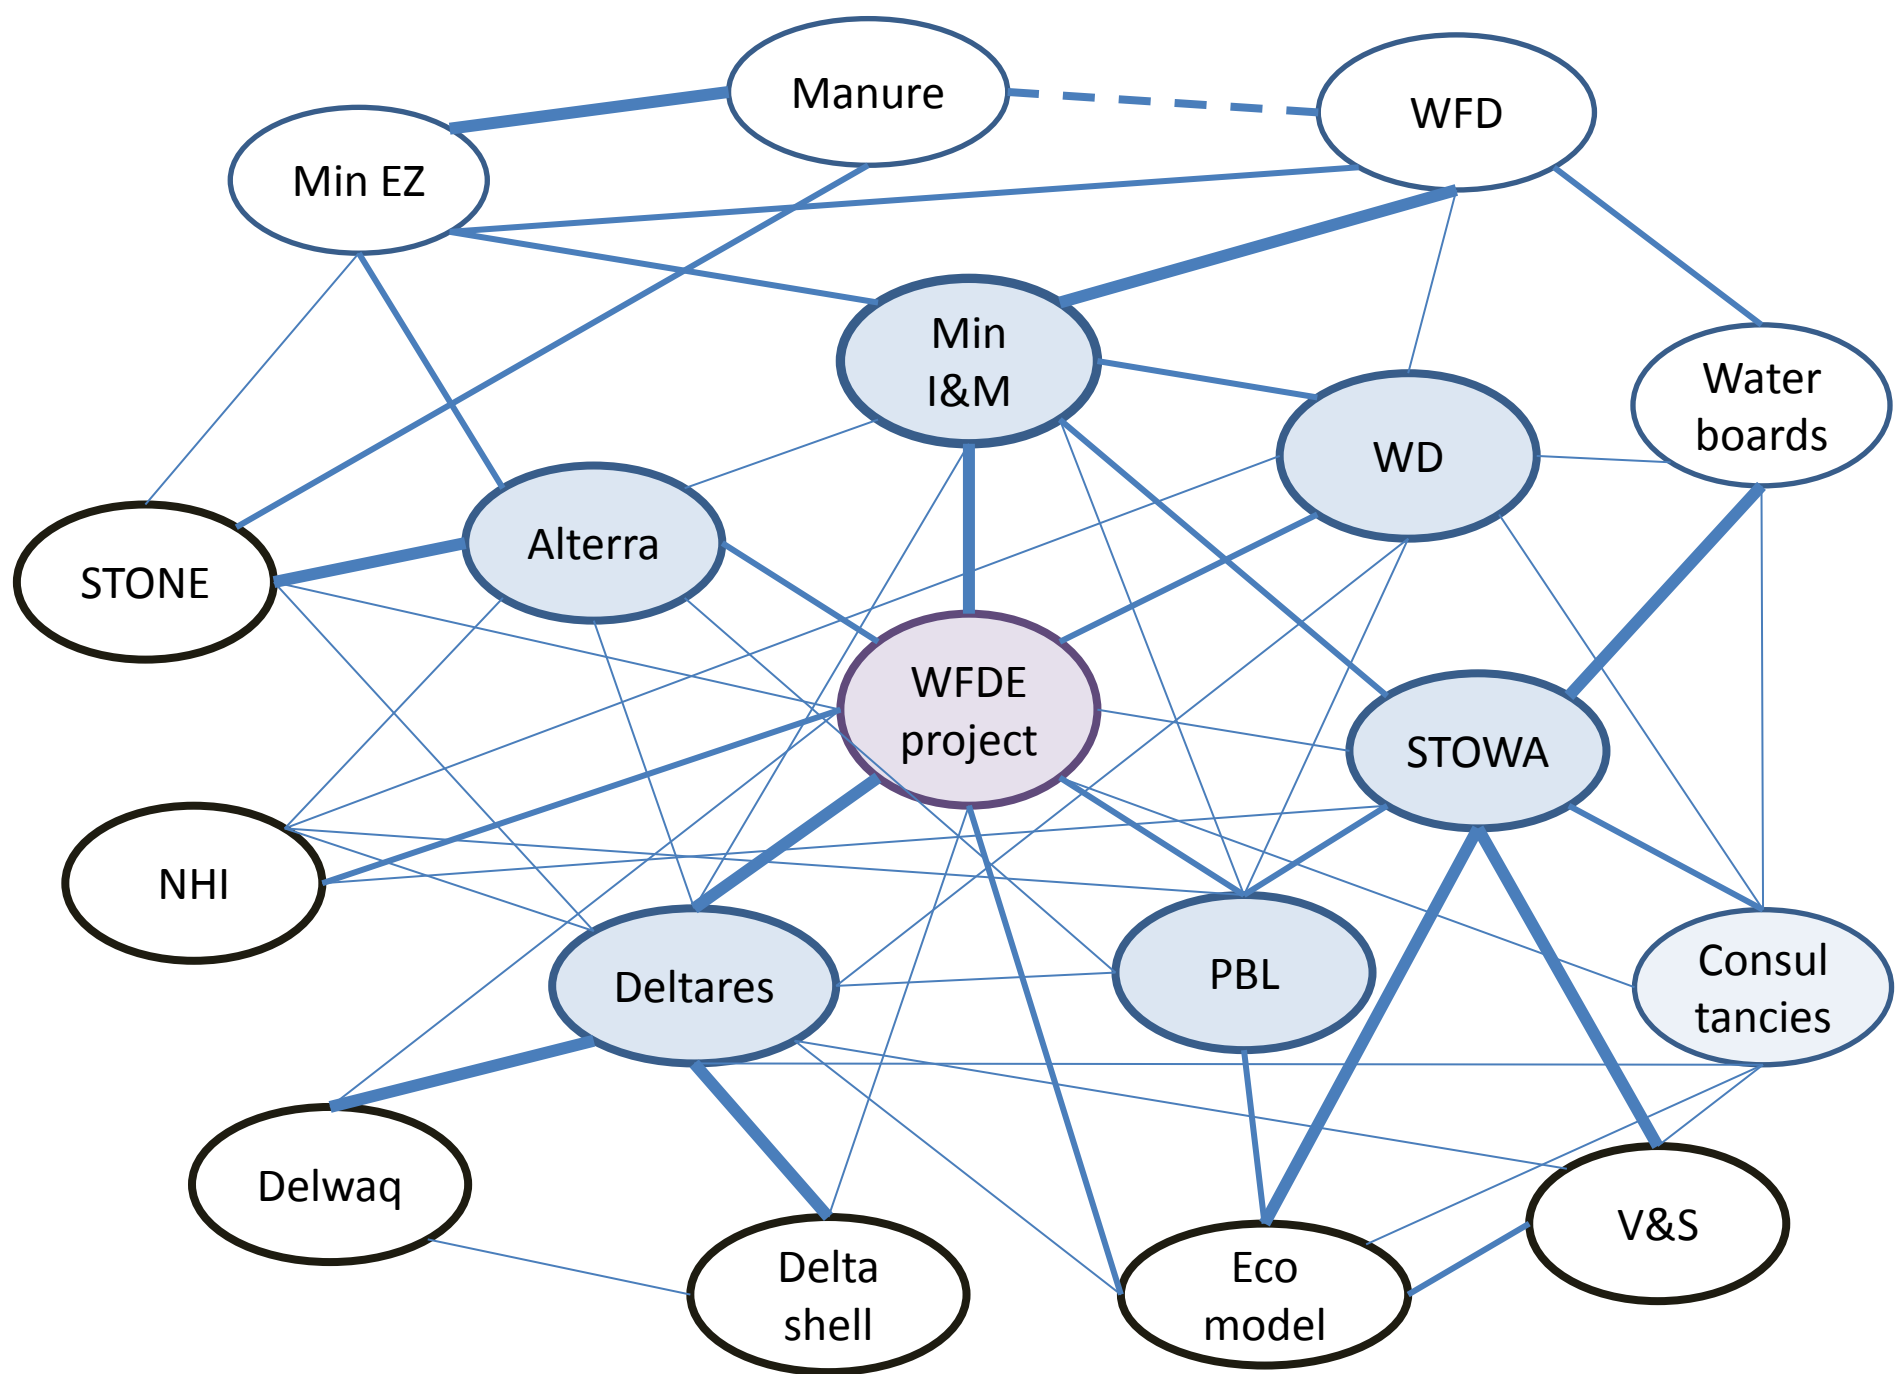 Manure
WFD
Min EZ
Min
I&M
Water
boards
WD
Alterra
STONE
WFDE
project
STOWA
NHI
Deltares
PBL
Consul
tancies
Delwaq
V&S
Delta
shell
Eco
model